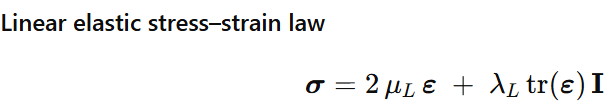 Linear elastic stress–strain law
σ = 2 μ_L ε + λ_L tr(ε) I